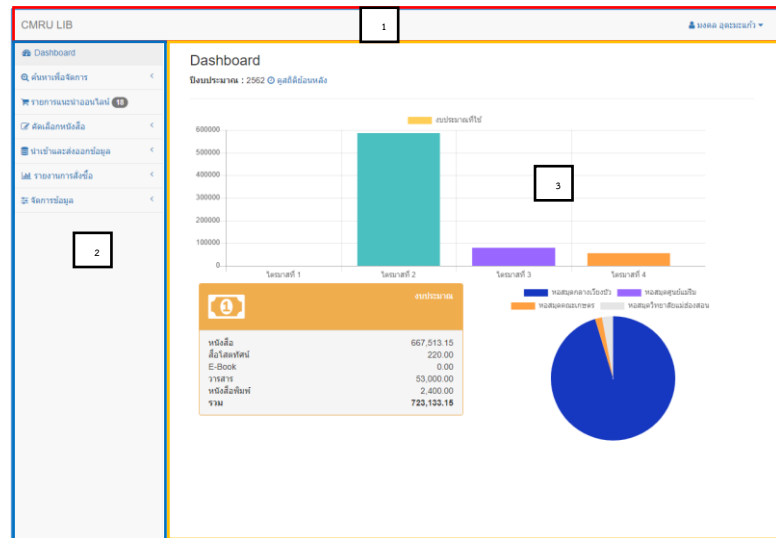 CMRU LIB
1
มงคล อุตะมะแก้ว
Dashboard
ค้นหาเพื่อจัดการ
รายการแนะนำออนไลน์ 18
คัดเลือกหนังสือ
นำเข้าและส่งออกข้อมูล
รายงานการสั่งซื้อ
จัดการข้อมูล
2
Dashboard
ปีงบประมาณ : 2562 ดูสถิติย้อนหลัง
งบประมาณที่ใช้
600000
500000
400000
300000
200000
100000
0
3
ไตรมาสที่ 1 ไตรมาสที่ 2 ไตรมาสที่ 3 ไตรมาสที่ 4
1
งบประมาณ
หนังสือ 667,513.15
สื่อโสตทัศน์ 220.00
E-Book 0.00
วารสาร 53,000.00
หนังสือพิมพ์ 2,400.00
รวม 723,133.15
หอสมุดกลางเวียงบัว หอสมุดศูนย์แม่ริม
หอสมุดคณะเกษตร หอสมุดวิทยาลัยแม่ฮ่องสอน